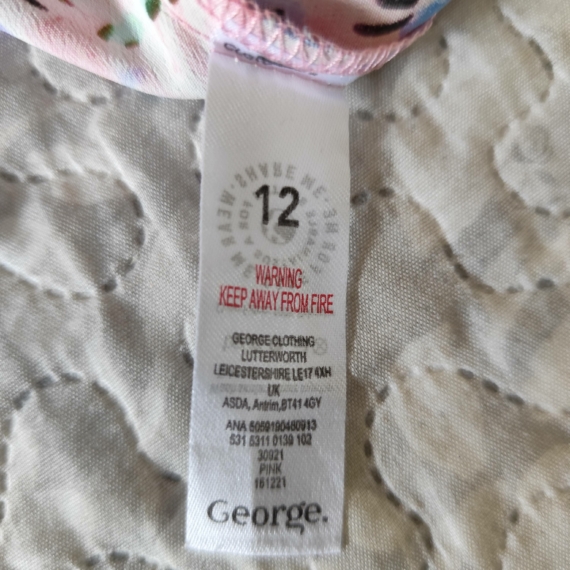 12
WARNING
KEEP AWAY FROM FIRE
GEORGE CLOTHING
LUTTERWORTH
LEICESTERSHIRE LE17 4XH
UK
ASDA, Antrim,BT41 4GY
ANA 5059190460913
531 5311 0139 102
30921
PINK
161221
George.